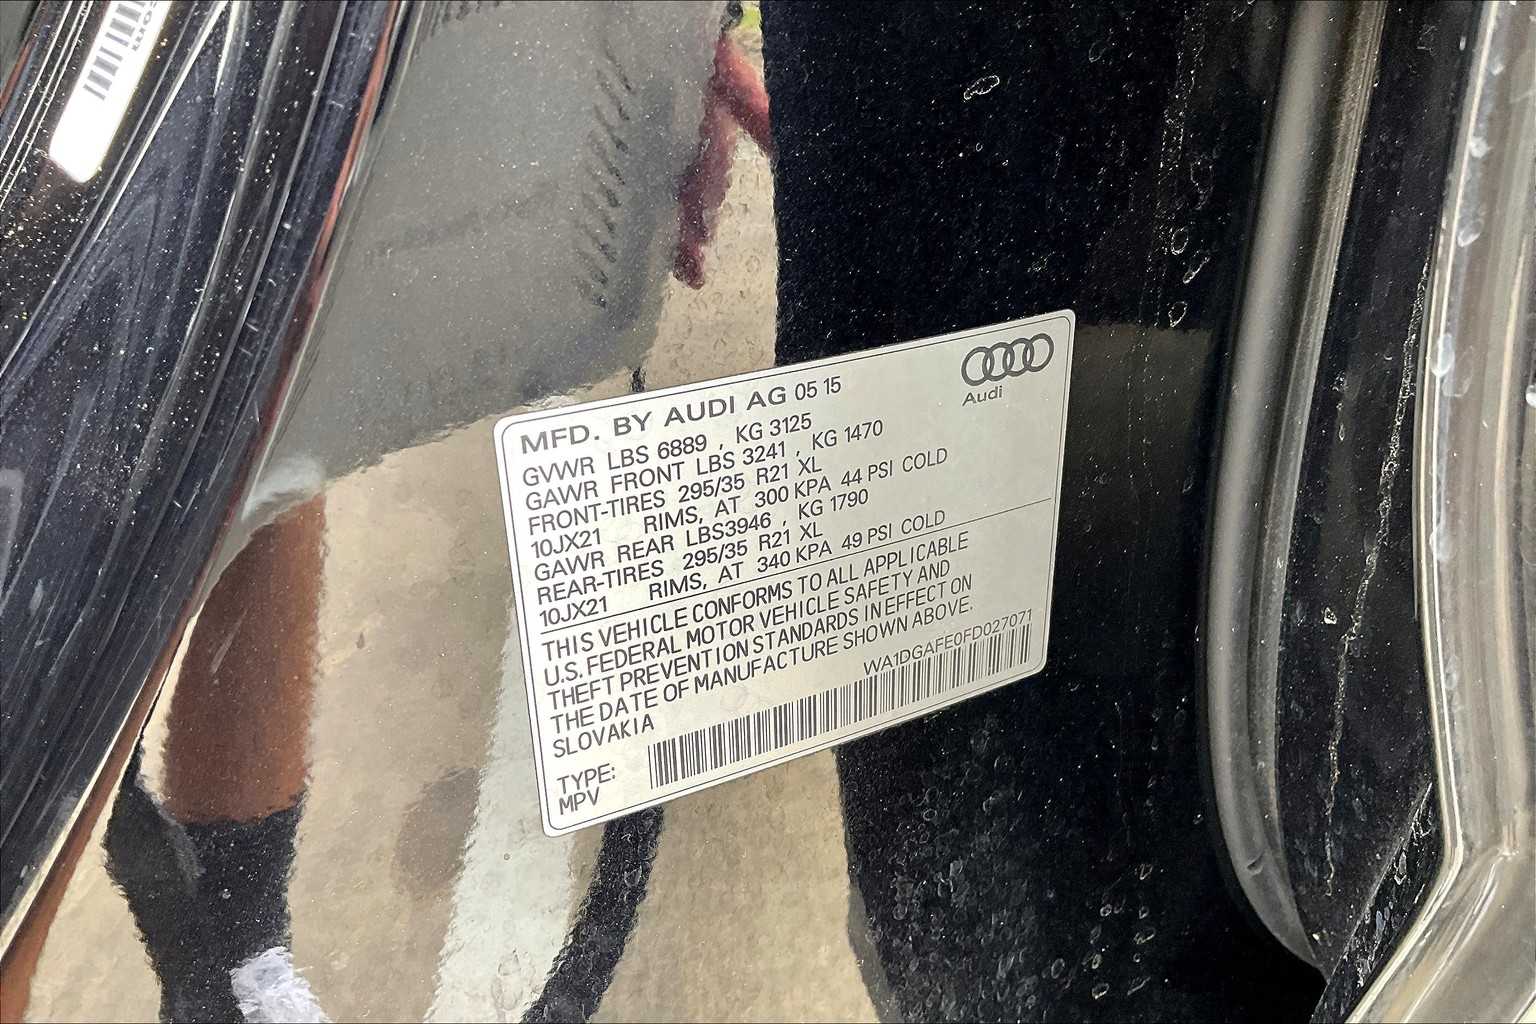 Audi
MFD. BY AUDI AG 05 15
GVWR LBS 6889 , KG 3125
GAWR FRONT LBS 3241 , KG 1470
FRONT-TIRES 295/35 R21 XL
10JX21 RIMS, AT 300 KPA 44 PSI COLD
GAWR REAR LBS3946 , KG 1790
REAR-TIRES 295/35 R21 XL
10JX21 RIMS, AT 340 KPA 49 PSI COLD
THIS VEHICLE CONFORMS TO ALL APPLICABLE
U.S. FEDERAL MOTOR VEHICLE SAFETY AND
THEFT PREVENTION STANDARDS IN EFFECT ON
THE DATE OF MANUFACTURE SHOWN ABOVE.
SLOVAKIA
WA1DGAFE0FD027071
TYPE:
MPV